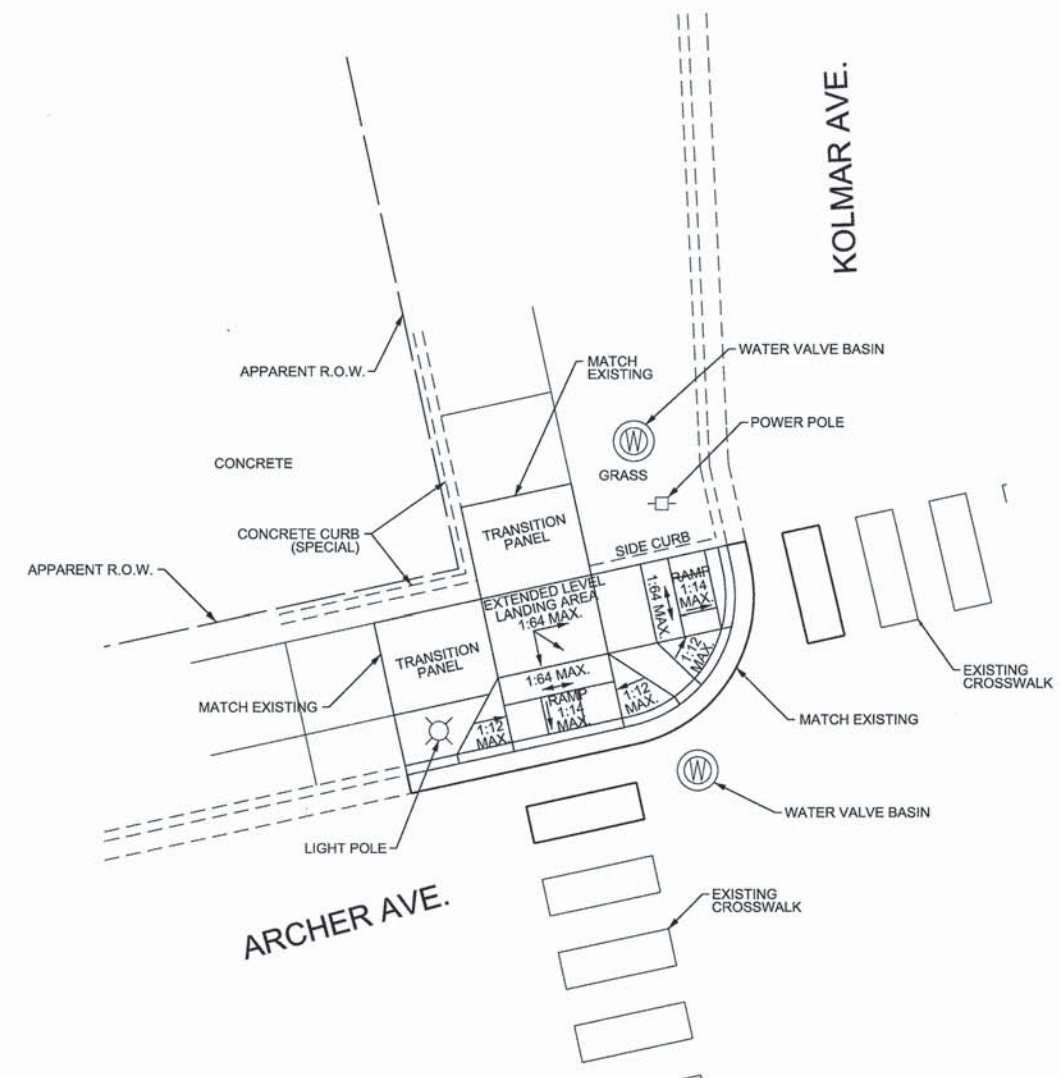 KOLMAR AVE.
APPARENT R.O.W.
MATCH
EXISTING
WATER VALVE BASIN
POWER POLE
W
GRASS
CONCRETE
CONCRETE CURB
(SPECIAL)
TRANSITION
PANEL
SIDE CURB
APPARENT R.O.W.
EXTENDED LEVEL
LANDING AREA
1:64 MAX.
1:64 MAX.
RAMP
1:14
MAX.
TRANSITION
PANEL
1:64 MAX.
1:12
MAX.
EXISTING
CROSSWALK
MATCH EXISTING
RAMP
1:14
MAX.
1:12
MAX.
1:12
MAX.
MATCH EXISTING
W
WATER VALVE BASIN
LIGHT POLE
ARCHER AVE.
EXISTING
CROSSWALK